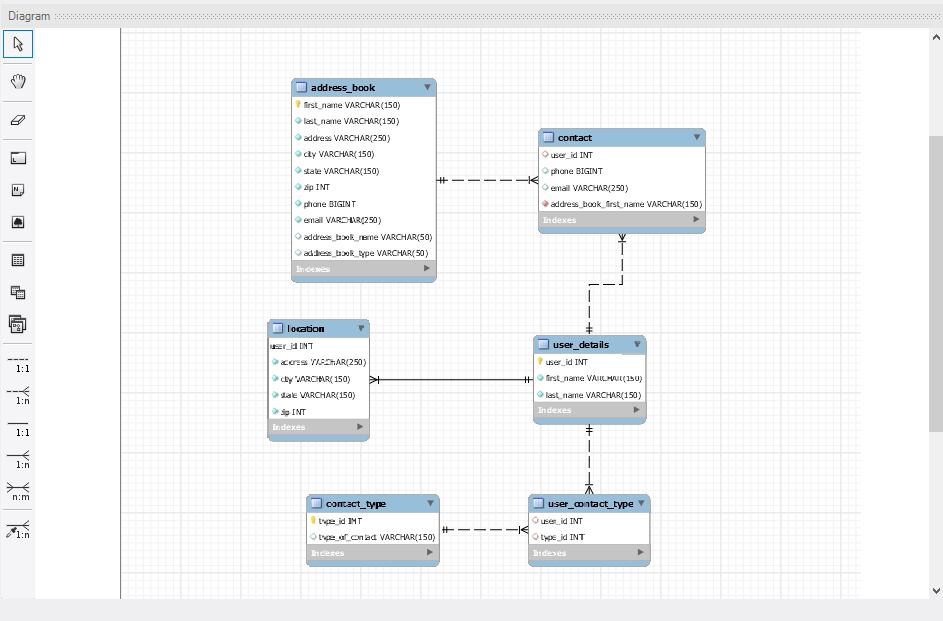 Diagram
address_book
first_name VARCHAR(150)
last_name VARCHAR(150)
address VARCHAR(250)
city VARCHAR(150)
state VARCHAR(150)
zip INT
phone BIGINT
email VARCHAR(250)
address_book_name VARCHAR(50)
address_book_type VARCHAR(50)
Indexes
contact
user_id INT
phone BIGINT
email VARCHAR(250)
address_book_first_name VARCHAR(150)
Indexes
location
user_id INT
address VARCHAR(250)
city VARCHAR(150)
state VARCHAR(150)
zip INT
Indexes
user_details
user_id INT
first_name VARCHAR(150)
last_name VARCHAR(150)
Indexes
contact_type
type_id INT
type_of_contact VARCHAR(150)
Indexes
user_contact_type
user_id INT
type_id INT
Indexes
1:1
1:n
1:1
1:n
n:m
1:n